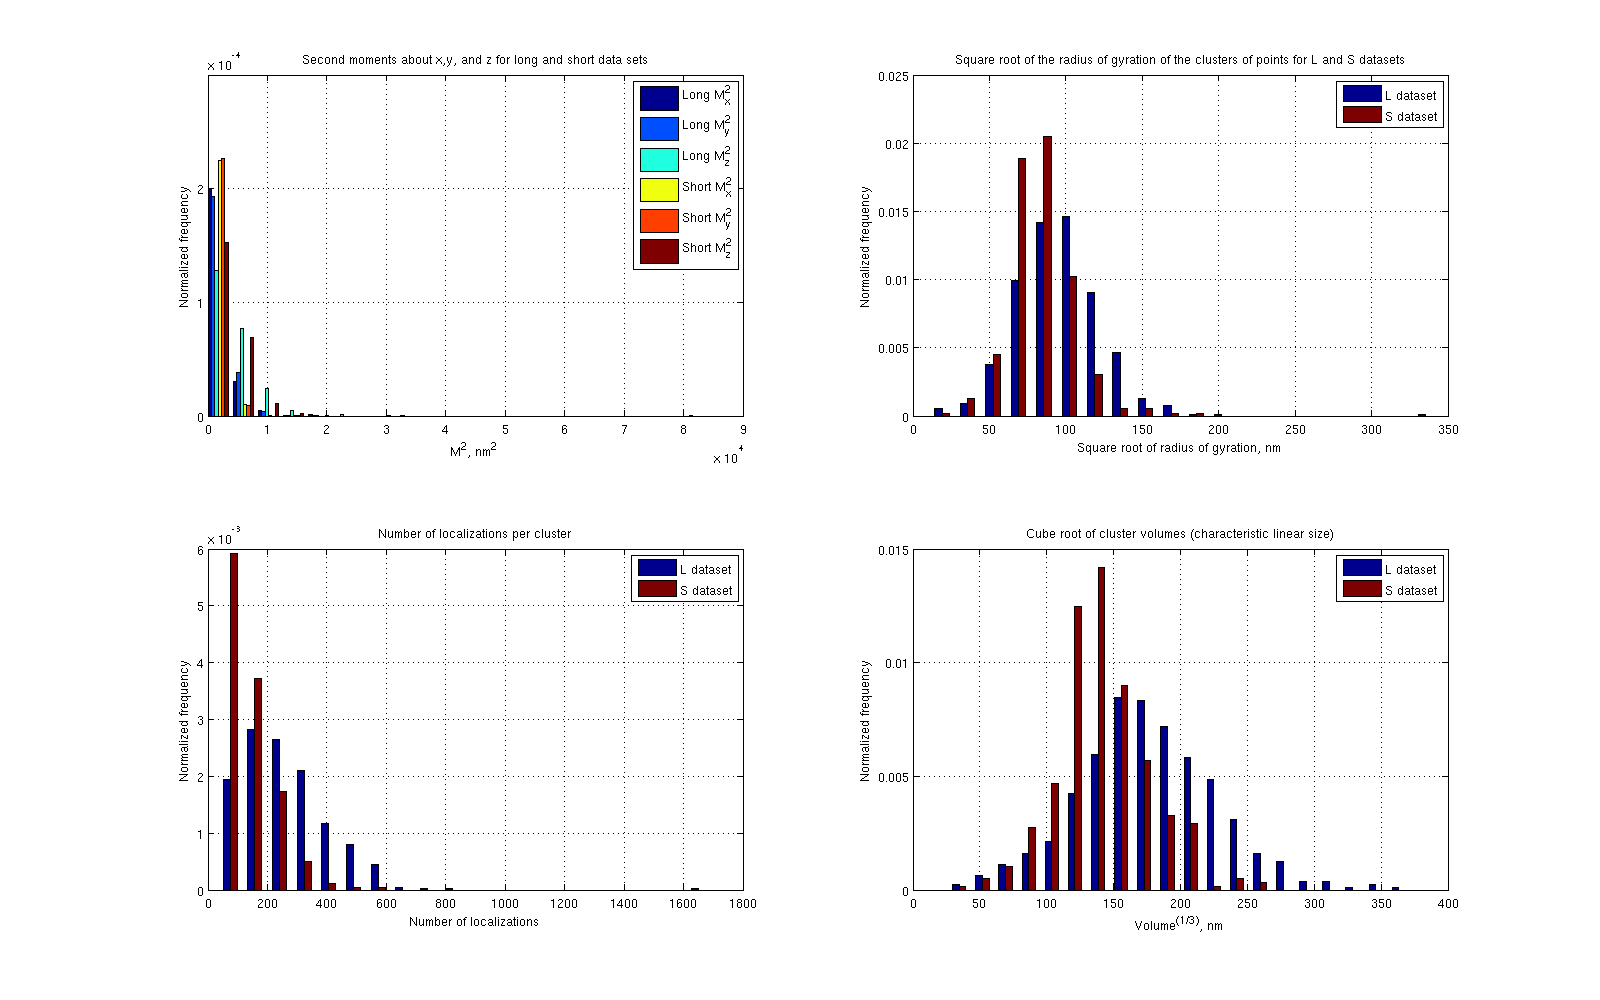 Second moments about x,y, and z for long and short data sets
x 10^-4
2
1
0
Normalized frequency
Long M_x^2
Long M_y^2
Long M_z^2
Short M_x^2
Short M_y^2
Short M_z^2
0 1 2 3 4 5 6 7 8 9
M^2, nm^2
x 10^4
Square root of the radius of gyration of the clusters of points for L and S datasets
0.025
0.02
0.015
0.01
0.005
0
Normalized frequency
L dataset
S dataset
0 50 100 150 200 250 300 350
Square root of radius of gyration, nm
Number of localizations per cluster
x 10^-3
6
5
4
3
2
1
0
Normalized frequency
L dataset
S dataset
0 200 400 600 800 1000 1200 1400 1600 1800
Number of localizations
Cube root of cluster volumes (characteristic linear size)
0.015
0.01
0.005
0
Normalized frequency
L dataset
S dataset
0 50 100 150 200 250 300 350 400
Volume^(1/3), nm